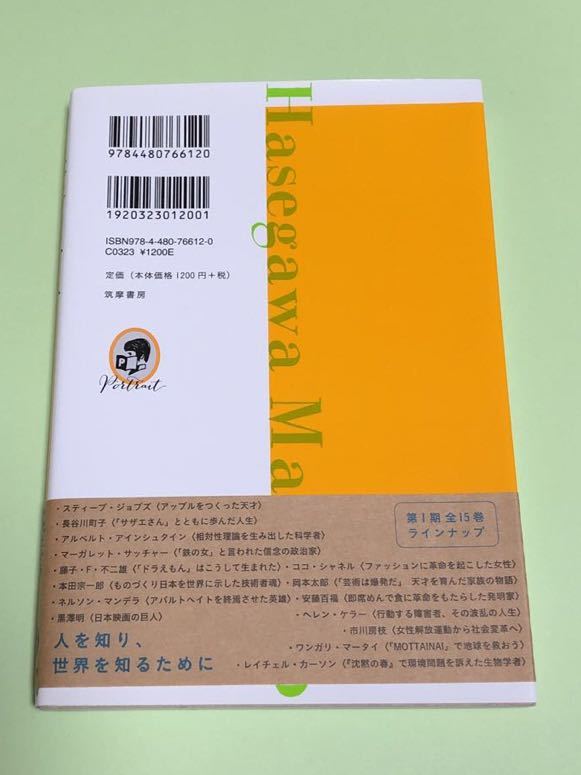 9784480766120
1920323012001
ISBN978-4-480-76612-0
C0323 ¥1200E
定価（本体価格1200円＋税）
筑摩書房
Portrait
Hasegawa Ma
・スティーブ・ジョブズ〈アップルをつくった天才〉
・長谷川町子〈『サザエさん』とともに歩んだ人生〉
・アルベルト・アインシュタイン〈相対性理論を生み出した科学者〉
・マーガレット・サッチャー〈「鉄の女」と言われた信念の政治家〉
・藤子・F・不二雄〈『ドラえもん』はこうして生まれた〉・ココ・シャネル〈ファッションに革命を起こした女性〉
・本田宗一郎〈ものづくり日本を世界に示した技術者魂〉・岡本太郎〈「芸術は爆発だ」 天才を育んだ家族の物語〉
・ネルソン・マンデラ〈アパルトヘイトを終焉させた英雄〉・安藤百福〈即席めんで食に革命をもたらした発明家〉
・黒澤明〈日本映画の巨人〉
・ヘレン・ケラー〈行動する障害者、その波乱の人生〉
・市川房枝〈女性解放運動から社会変革へ〉
・ワンガリ・マータイ〈「MOTTAINAI」で地球を救おう〉
・レイチェル・カーソン〈『沈黙の春』で環境問題を訴えた生物学者〉
第Ⅰ期 全15巻
ラインナップ
人を知り、
世界を知るために